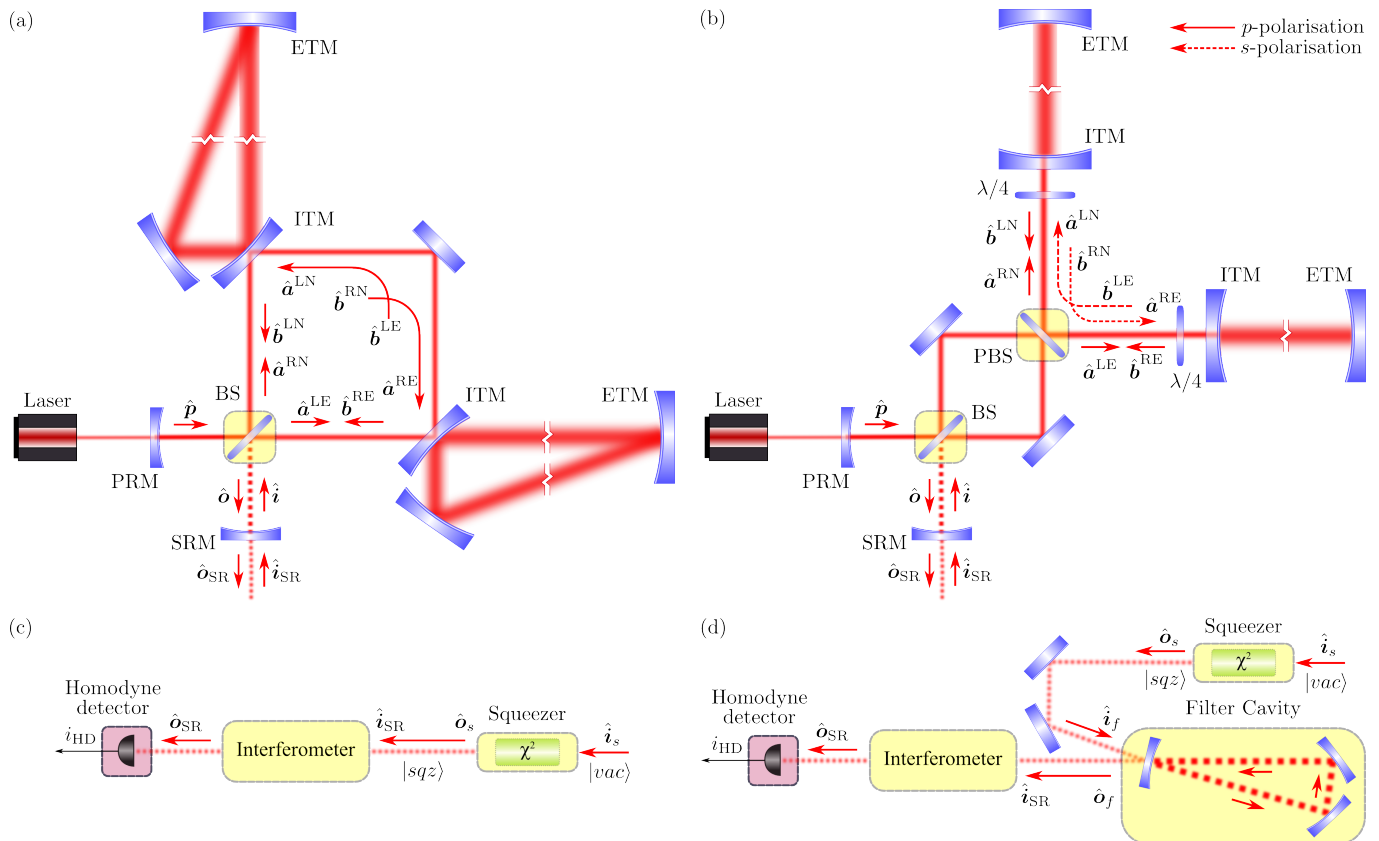 (a)
ETM
ITM
â^LN
b̂^RN
b̂^LE
b̂^LN
â^RN
â^RE
BS
Laser
p̂
â^LE
b̂^RE
ITM
ETM
PRM
ô
î
SRM
ô_SR
î_SR
(b)
p-polarisation
s-polarisation
ETM
ITM
λ/4
b̂^LN
â^LN
b̂^RN
â^RN
b̂^LE
â^RE
ITM
ETM
PBS
â^LE
b̂^RE
λ/4
BS
Laser
p̂
PRM
ô
î
SRM
ô_SR
î_SR
(c)
Homodyne
detector
i_HD
ô_SR
Interferometer
î_SR
ô_s
|sqz⟩
Squeezer
χ²
î_s
|vac⟩
(d)
Squeezer
ô_s
χ²
î_s
|sqz⟩
|vac⟩
Filter Cavity
î_f
Homodyne
detector
i_HD
ô_SR
Interferometer
î_SR
ô_f